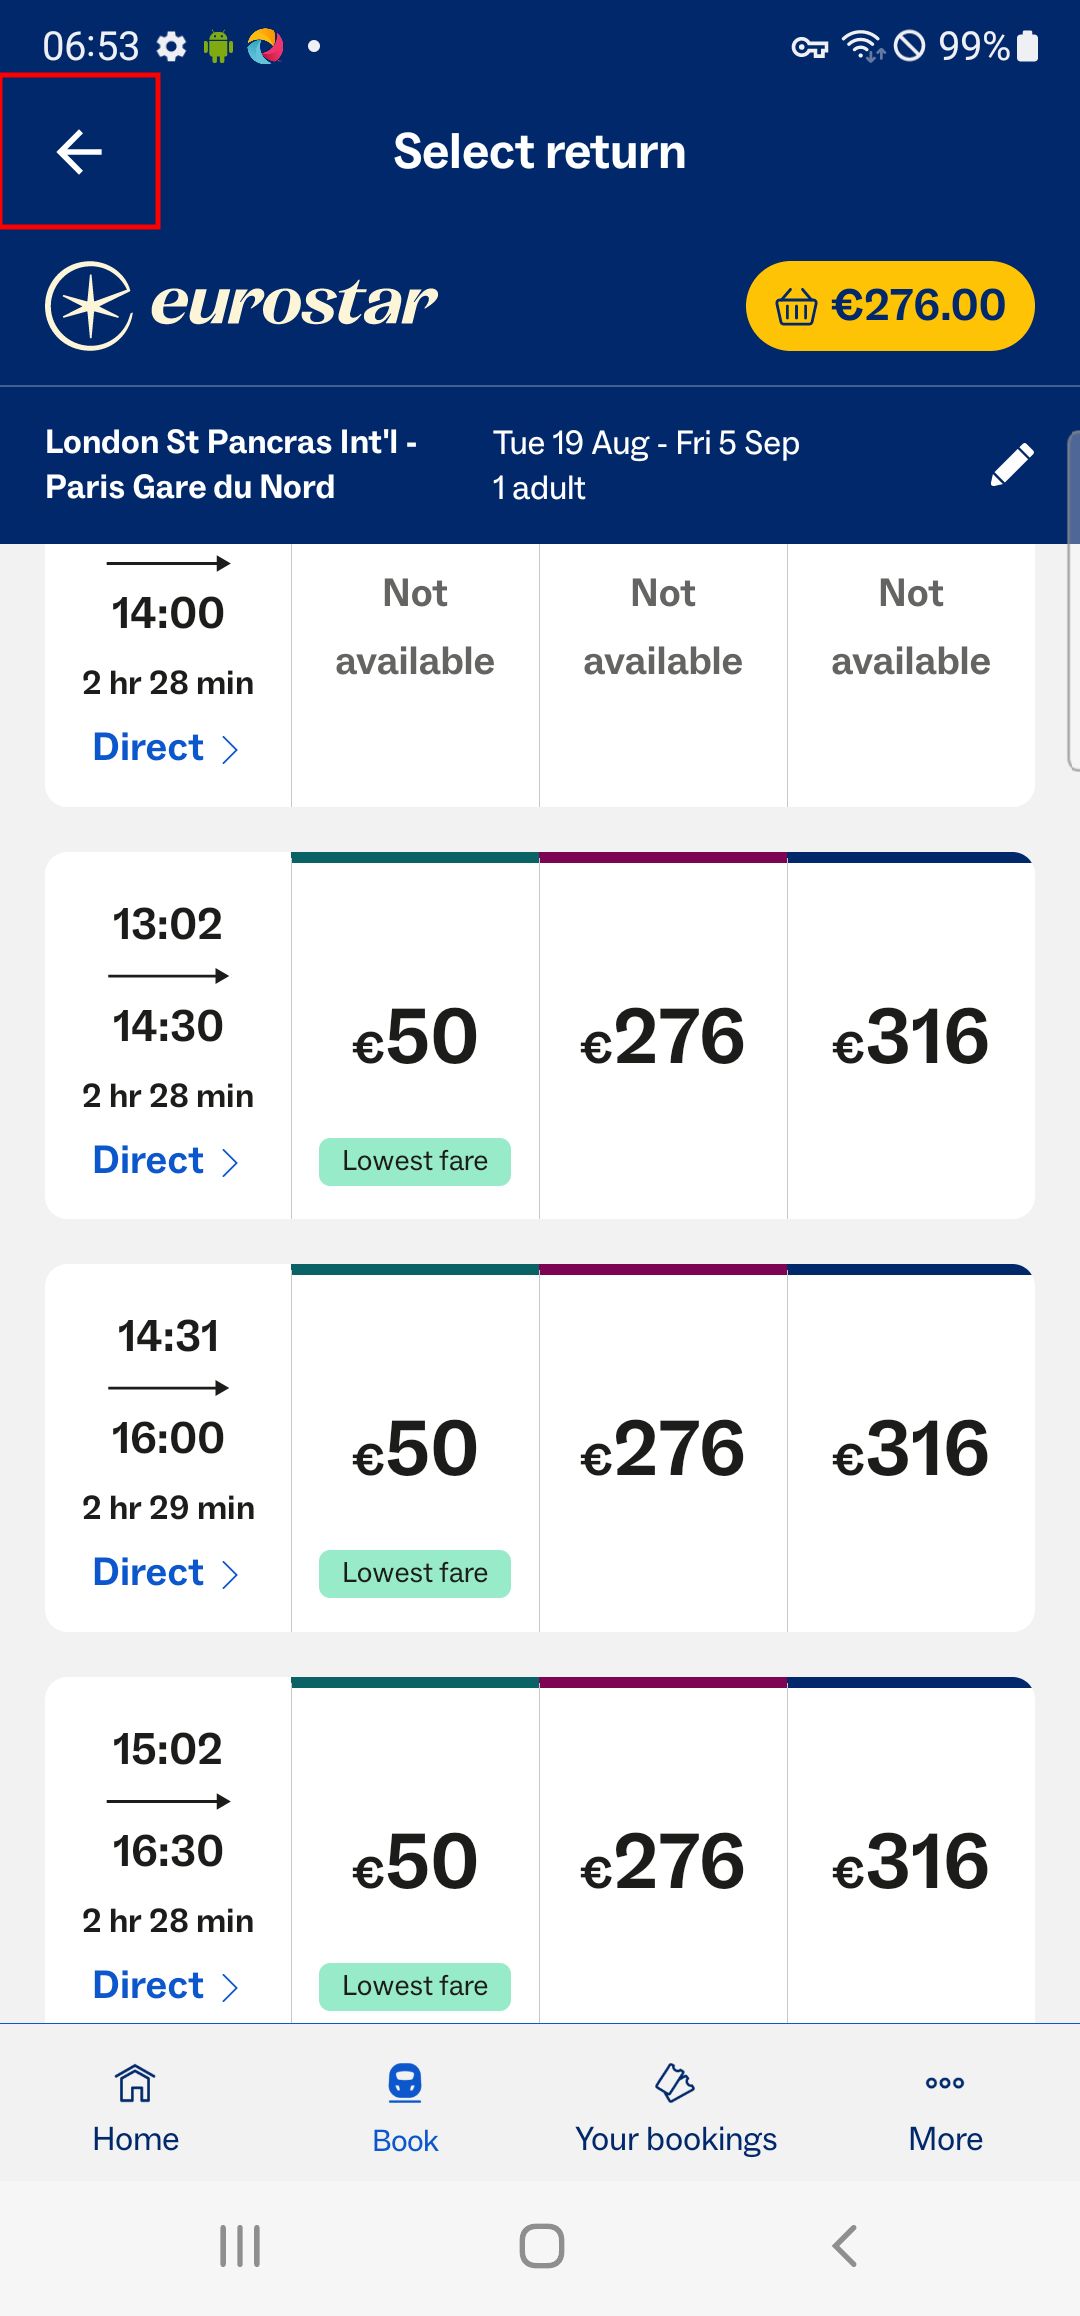 06:53
99%
Select return
eurostar
€276.00
London St Pancras Int'l -
Paris Gare du Nord
Tue 19 Aug - Fri 5 Sep
1 adult
14:00
2 hr 28 min
Direct
Not
available
Not
available
Not
available
13:02
14:30
2 hr 28 min
Direct
€50
Lowest fare
€276
€316
14:31
16:00
2 hr 29 min
Direct
€50
Lowest fare
€276
€316
15:02
16:30
2 hr 28 min
Direct
€50
Lowest fare
€276
€316
Home
Book
Your bookings
More